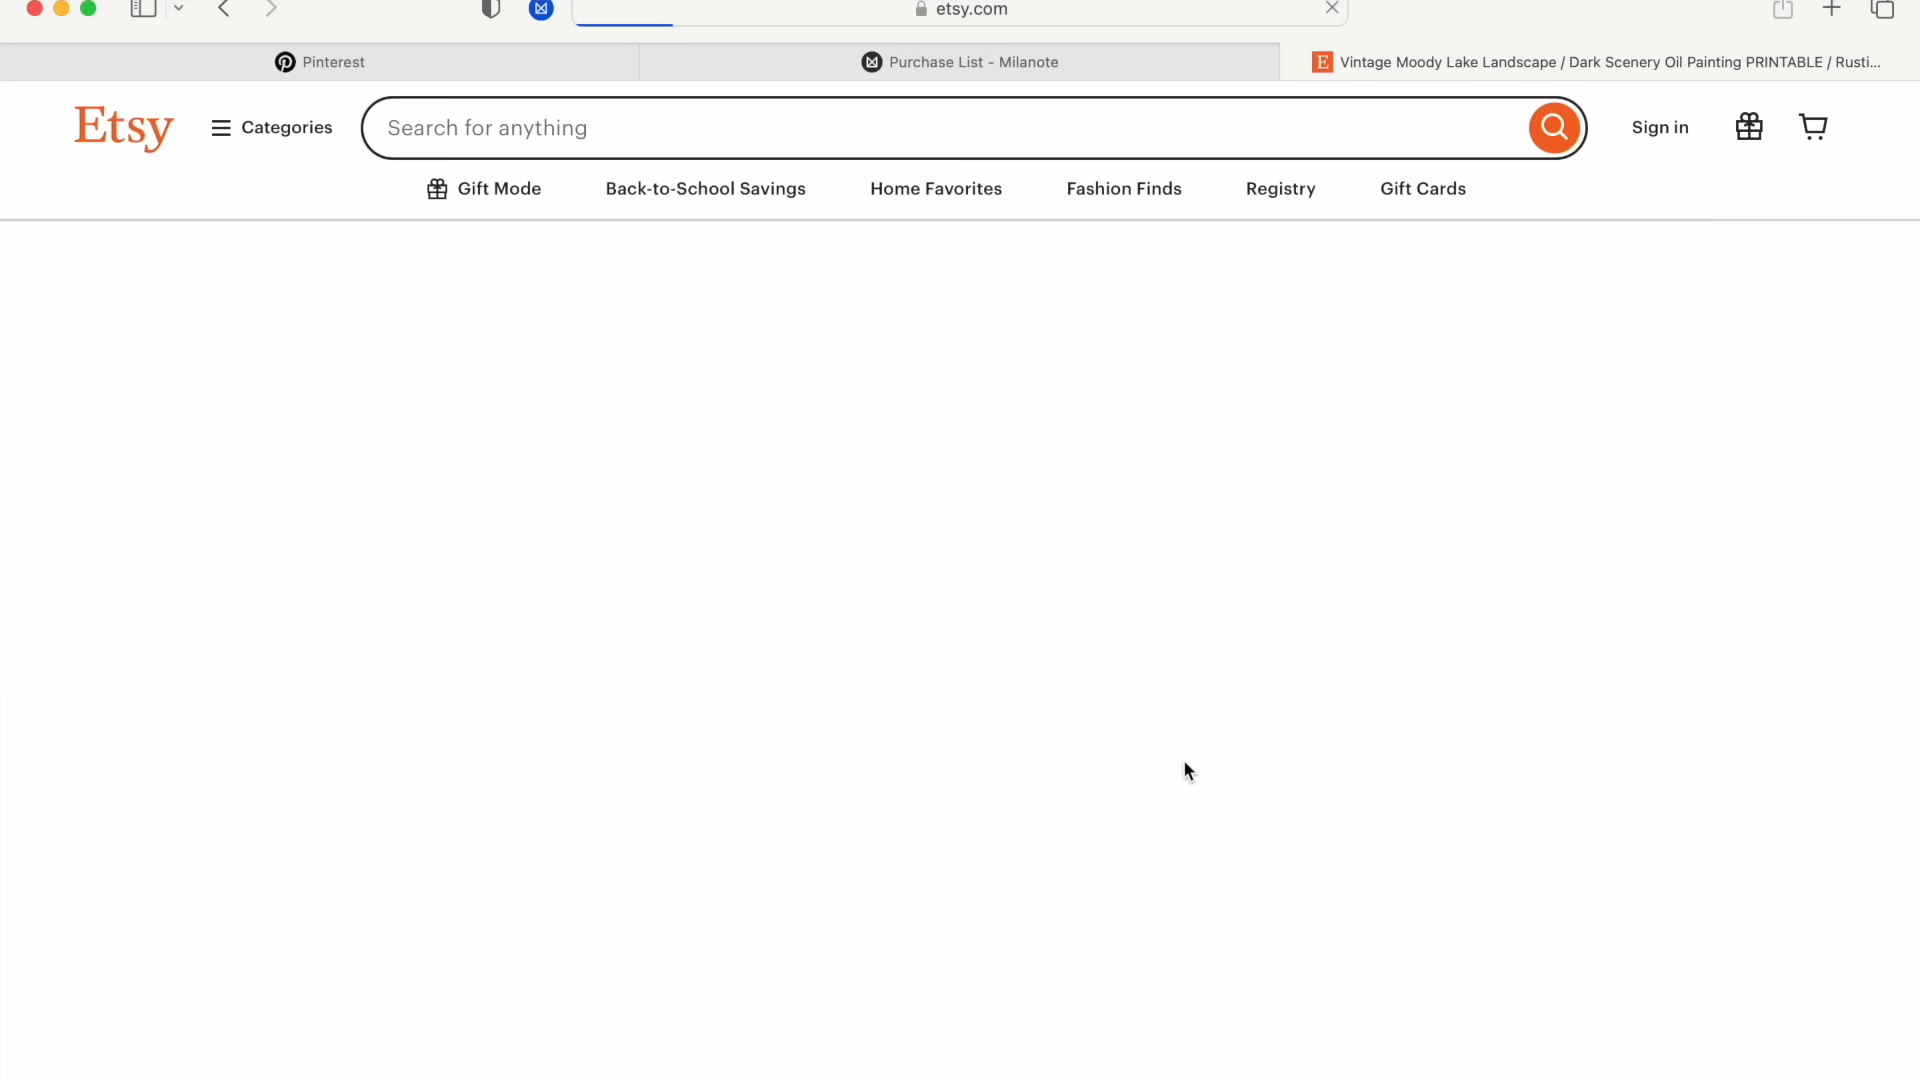 etsy.com
Pinterest
Purchase List - Milanote
E Vintage Moody Lake Landscape / Dark Scenery Oil Painting PRINTABLE / Rusti...
Etsy
Categories
Search for anything
Sign in
Gift Mode
Back-to-School Savings
Home Favorites
Fashion Finds
Registry
Gift Cards